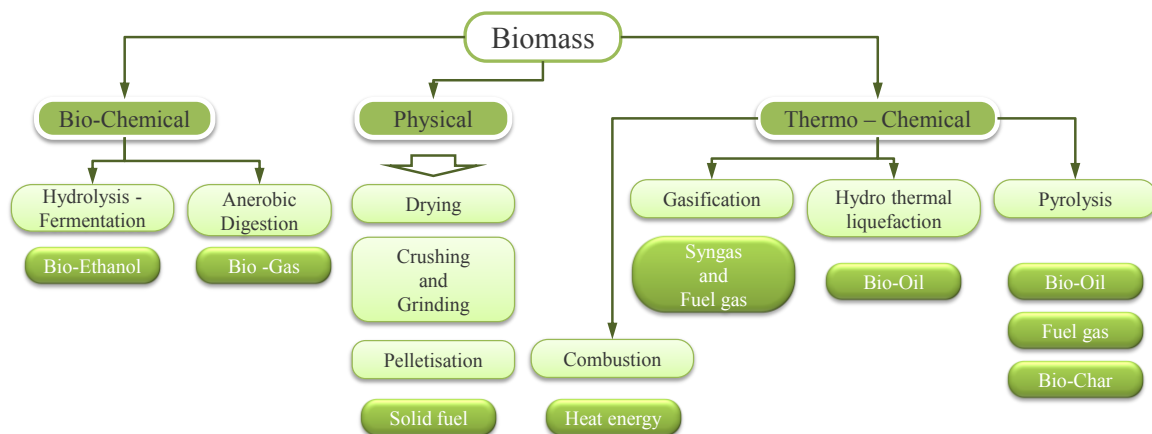 Biomass
Bio-Chemical
Physical
Thermo – Chemical
Hydrolysis -
Fermentation
Anerobic
Digestion
Drying
Gasification
Hydro thermal
liquefaction
Pyrolysis
Bio-Ethanol
Bio -Gas
Crushing
and
Grinding
Syngas
and
Fuel gas
Bio-Oil
Bio-Oil
Fuel gas
Pelletisation
Combustion
Bio-Char
Solid fuel
Heat energy